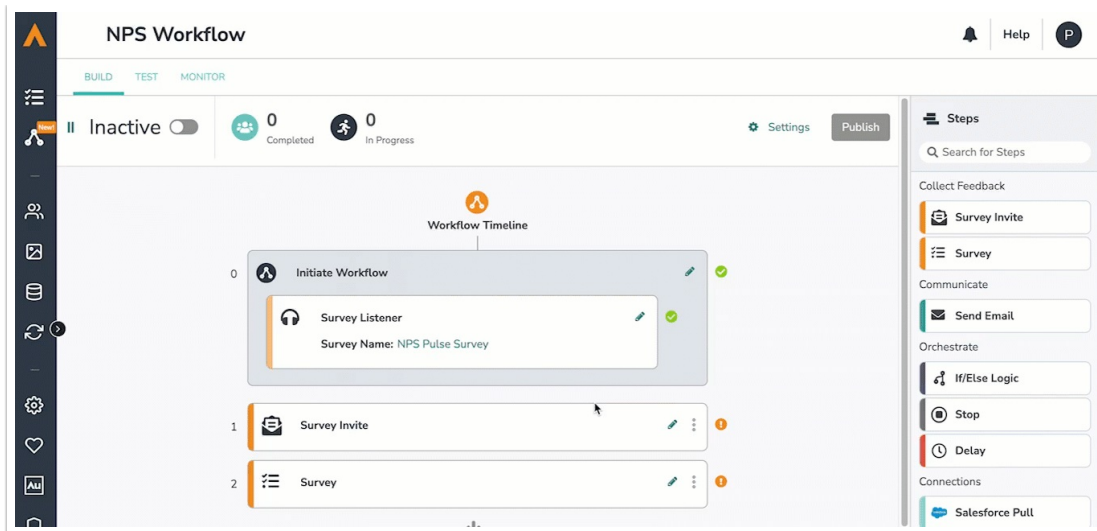 NPS Workflow
Help
P
BUILD TEST MONITOR
New!
Inactive
0
Completed
0
In Progress
Settings
Publish
Workflow Timeline
0
Initiate Workflow
Survey Listener
Survey Name: NPS Pulse Survey
1
Survey Invite
2
Survey
Steps
Search for Steps
Collect Feedback
Survey Invite
Survey
Communicate
Send Email
Orchestrate
If/Else Logic
Stop
Delay
Connections
Salesforce Pull
Au